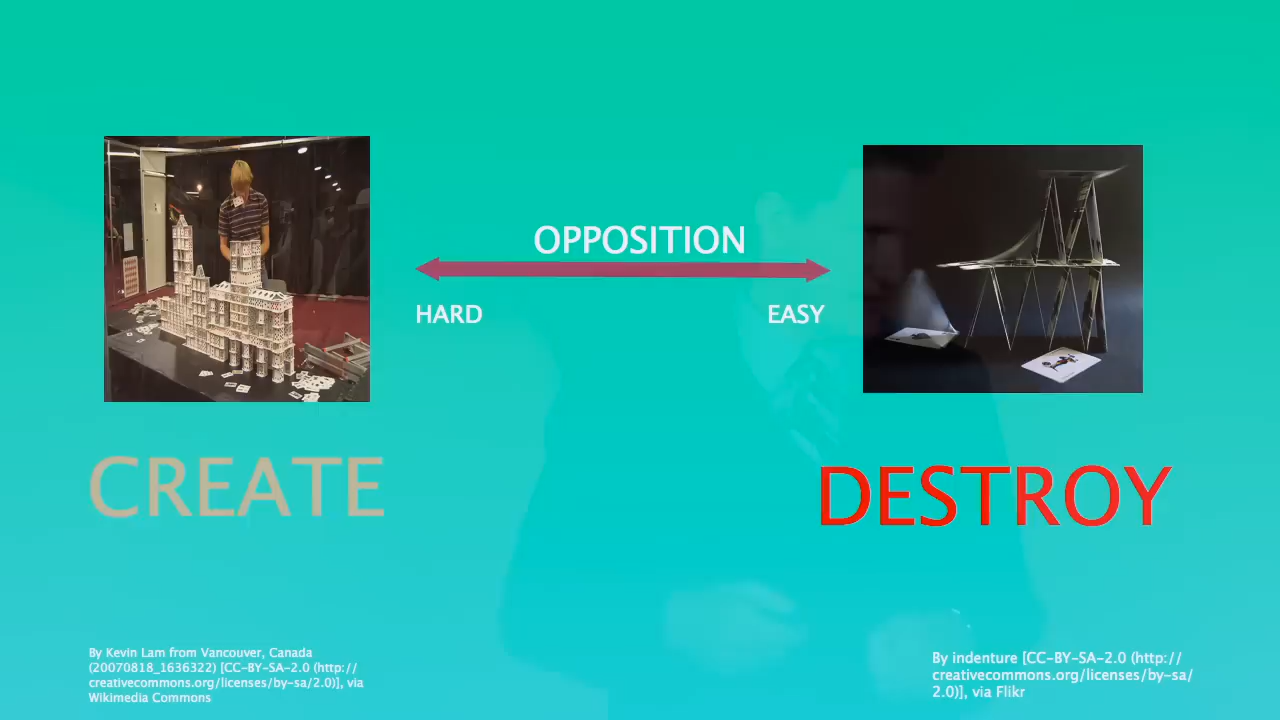 OPPOSITION
HARD
EASY
CREATE
DESTROY
By Kevin Lam from Vancouver, Canada
(20070818_1636322) [CC-BY-SA-2.0 (http://
creativecommons.org/licenses/by-sa/2.0)], via
Wikimedia Commons
By indenture [CC-BY-SA-2.0 (http://
creativecommons.org/licenses/by-sa/
2.0)], via Flikr